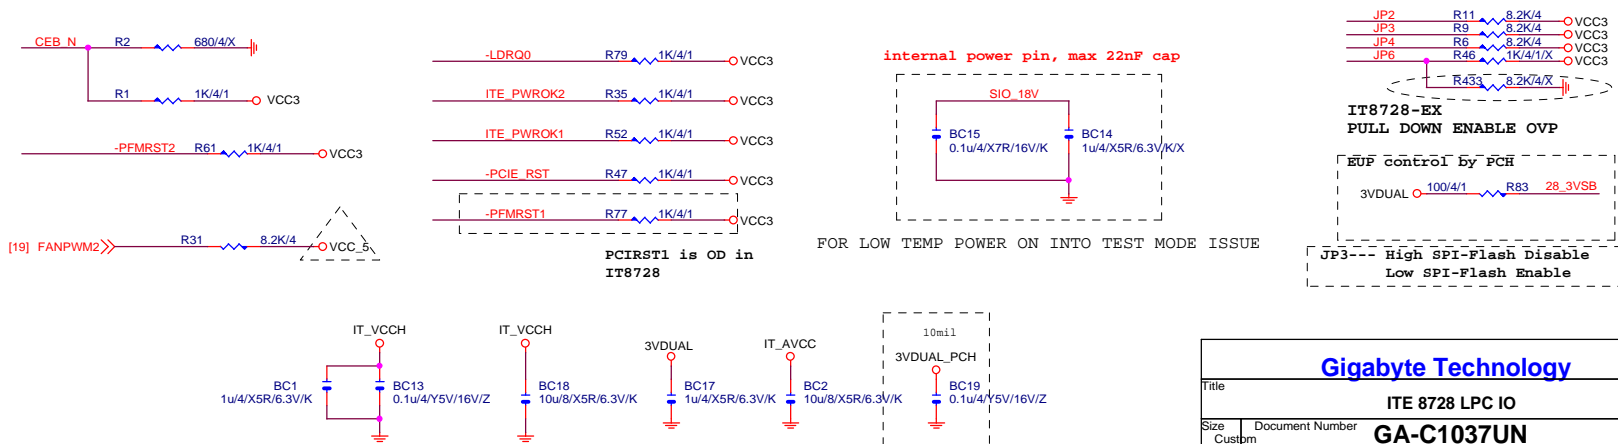 CEB_N R2 680/4/X
R1 1K/4/1 VCC3
-PFMRST2 R61 1K/4/1 VCC3
[19] FANPWM2 R31 8.2K/4 VCC_5
-LDRQ0 R79 1K/4/1 VCC3
ITE_PWROK2 R35 1K/4/1 VCC3
ITE_PWROK1 R52 1K/4/1 VCC3
-PCIE_RST R47 1K/4/1 VCC3
-PFMRST1 R77 1K/4/1 VCC3
PCIRST1 is OD in
IT8728
internal power pin, max 22nF cap
SIO_18V
BC15
0.1u/4/X7R/16V/K
BC14
1u/4/X5R/6.3V/K/X
FOR LOW TEMP POWER ON INTO TEST MODE ISSUE
JP2 R11 8.2K/4 VCC3
JP3 R9 8.2K/4 VCC3
JP4 R6 8.2K/4 VCC3
JP6 R46 1K/4/1/X VCC3
R433 8.2K/4/X
IT8728-EX
PULL DOWN ENABLE OVP
EUP control by PCH
3VDUAL 100/4/1 R83 28_3VSB
JP3--- High SPI-Flash Disable
Low SPI-Flash Enable
IT_VCCH
BC1
1u/4/X5R/6.3V/K
BC13
0.1u/4/Y5V/16V/Z
IT_VCCH
BC18
10u/8/X5R/6.3V/K
3VDUAL
BC17
1u/4/X5R/6.3V/K
IT_AVCC
BC2
10u/8/X5R/6.3V/K
10mil
3VDUAL_PCH
BC19
0.1u/4/Y5V/16V/Z
Gigabyte Technology
Title
ITE 8728 LPC IO
Size Document Number
Custom GA-C1037UN